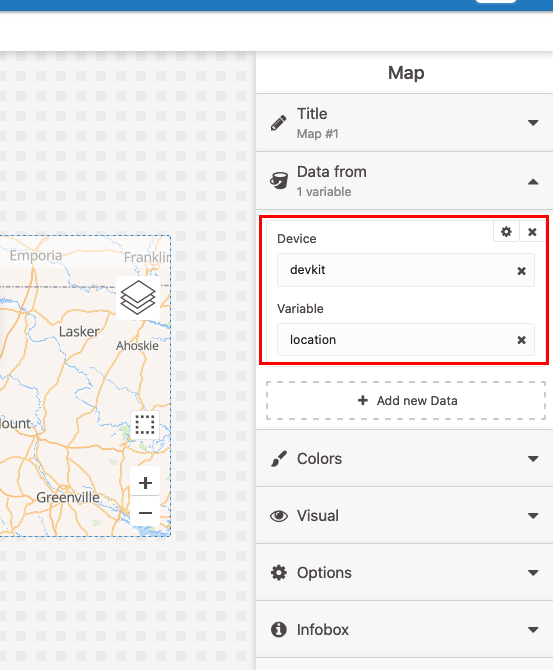 Map
Title
Map #1
Data from
1 variable
Device
devkit
Variable
location
Add new Data
Colors
Visual
Options
Infobox
Emporia
Franklin
Lasker
Ahoskie
ount
Greenville